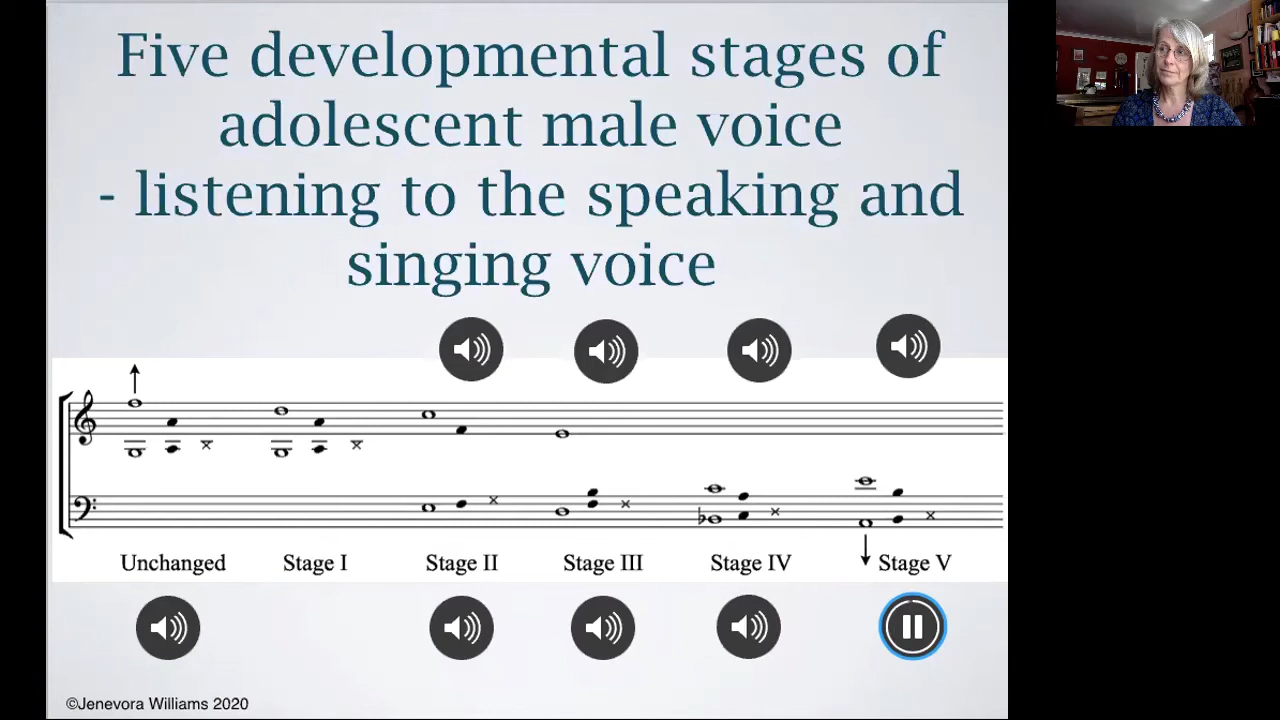 Five developmental stages of
adolescent male voice
- listening to the speaking and
singing voice
Unchanged Stage I Stage II Stage III Stage IV Stage V
©Jenevora Williams 2020